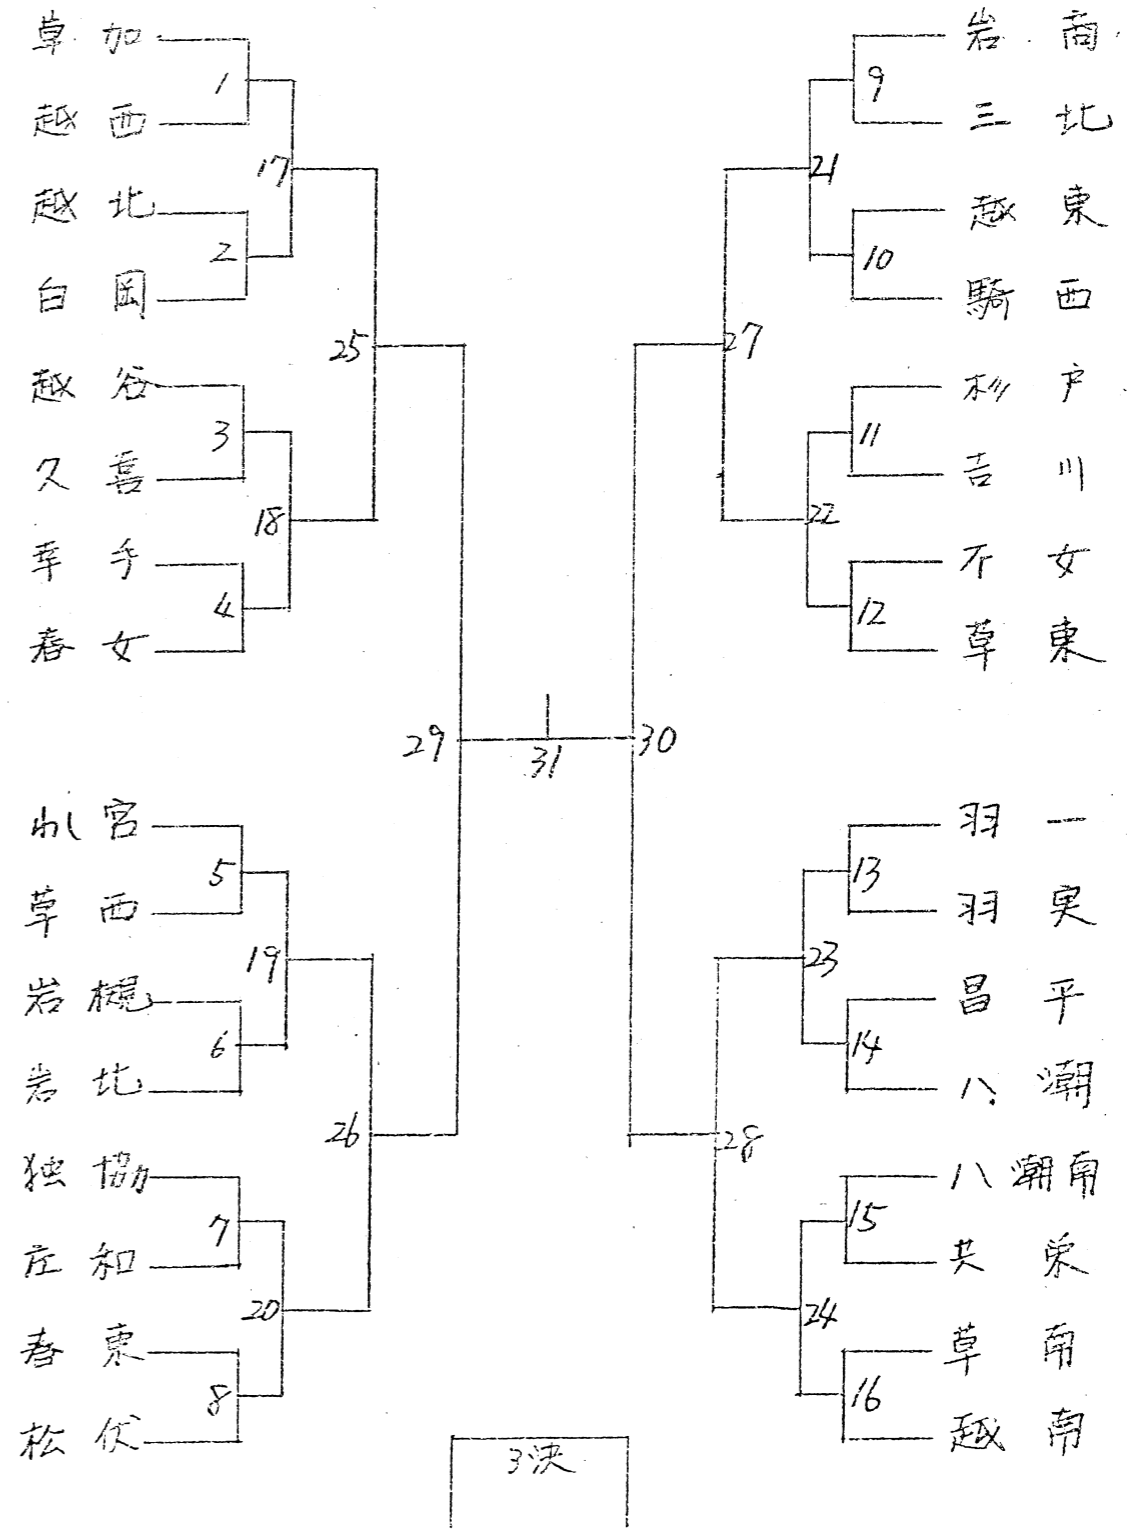 草加
1
越西
17
越北
2
白岡
25
越谷
3
久喜
18
幸手
4
春女
29
わし宮
5
草西
19
岩槻
6
岩北
26
独協
7
庄和
20
春東
8
松伏
31
3決
岩商
9
三北
21
越東
10
騎西
27
杉戸
11
吉川
22
不女
12
草東
30
羽一
13
羽実
23
昌平
14
八潮
28
八潮南
15
共栄
24
草南
16
越南